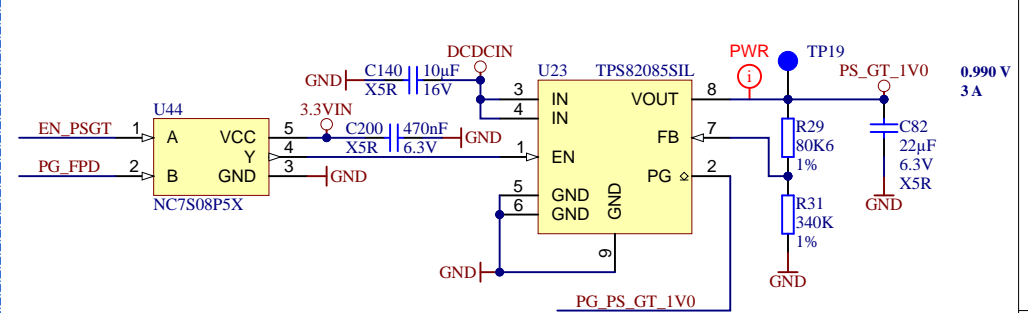 PWR
TP19
DCDCIN
PS_GT_1V0
0.990 V
3 A
GND
C140
10µF
X5R
16V
U23
TPS82085SIL
i
3
IN
4
IN
VOUT
8
U44
3.3VIN
EN_PSGT
1
A
VCC
5
C200
470nF
GND
X5R
6.3V
Y
4
1
EN
FB
7
R29
80K6
1%
C82
22µF
6.3V
X5R
GND
PG_FPD
2
B
GND
3
GND
NC7S08P5X
PG
2
5
GND
6
GND
GND
9
R31
340K
1%
GND
GND
PG_PS_GT_1V0